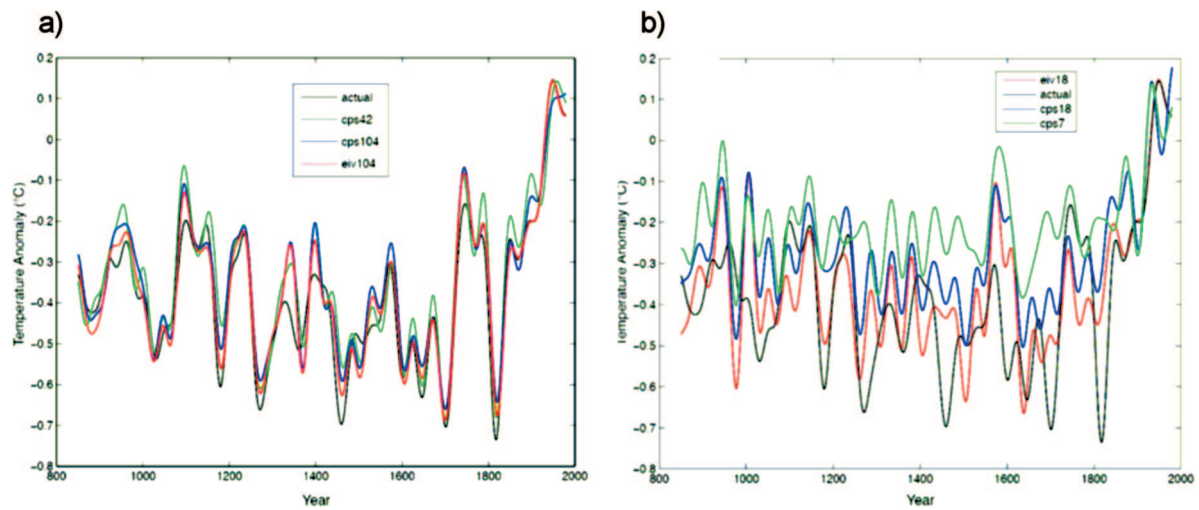 a)
0.2
0.1
0
−0.1
−0.2
−0.3
−0.4
−0.5
−0.6
−0.7
−0.8
800 1000 1200 1400 1600 1800 2000
Temperature Anomaly (°C)
Year
actual
cps42
cps104
eiv104
b)
0.2
0.1
0
−0.1
−0.2
−0.3
−0.4
−0.5
−0.6
−0.7
−0.8
800 1000 1200 1400 1600 1800 2000
Temperature Anomaly (°C)
Year
eiv18
actual
cps18
cps7